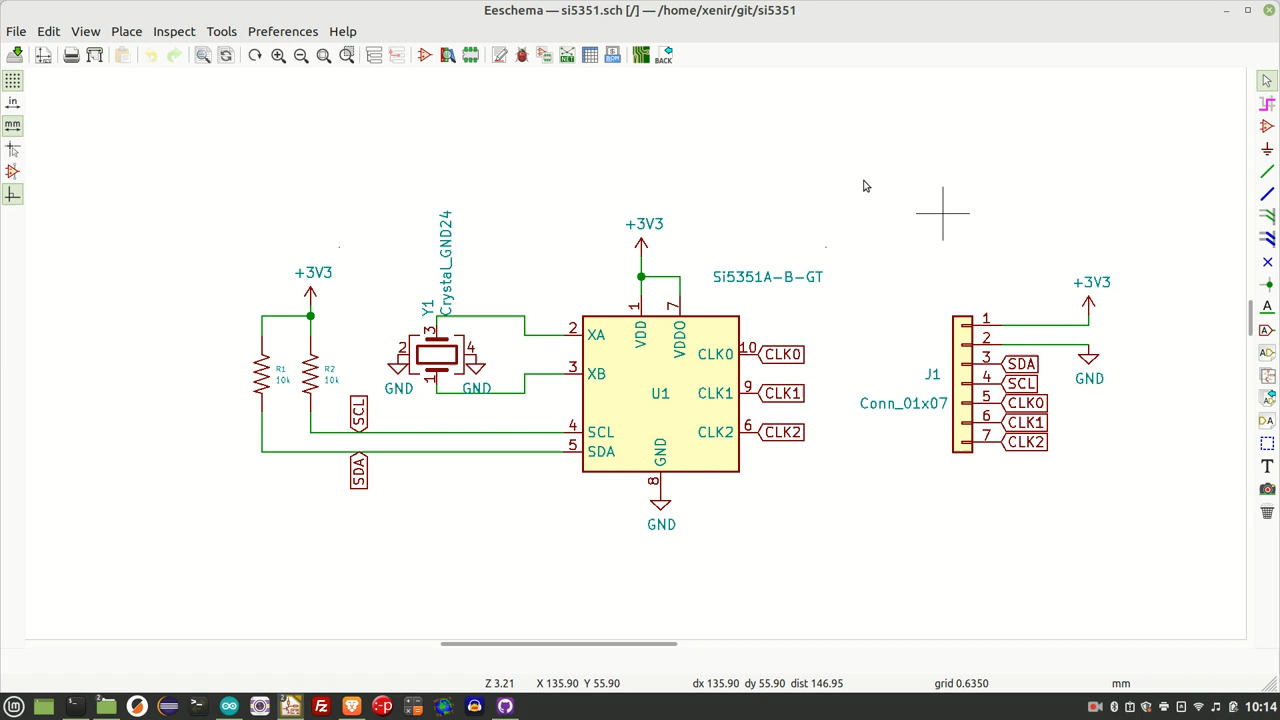 Eeschema — si5351.sch [/] — /home/xenir/git/si5351
File Edit View Place Inspect Tools Preferences Help
BACK
in
mm
NET
BOM
A
A
A
A
T
+3V3
R1
10k
R2
10k
SCL
SDA
Y1
Crystal_GND24
3
2
4
1
GND
GND
+3V3
1
7
Si5351A-B-GT
VDD
VDDO
2 XA
3 XB
4 SCL
5 SDA
U1
GND
8
GND
CLK0 10 CLK0
CLK1 9 CLK1
CLK2 6 CLK2
J1
Conn_01x07
+3V3
GND
1
2
3 SDA
4 SCL
5 CLK0
6 CLK1
7 CLK2
Z 3.21 X 135.90 Y 55.90 dx 135.90 dy 55.90 dist 146.95 grid 0.6350 mm
10:14